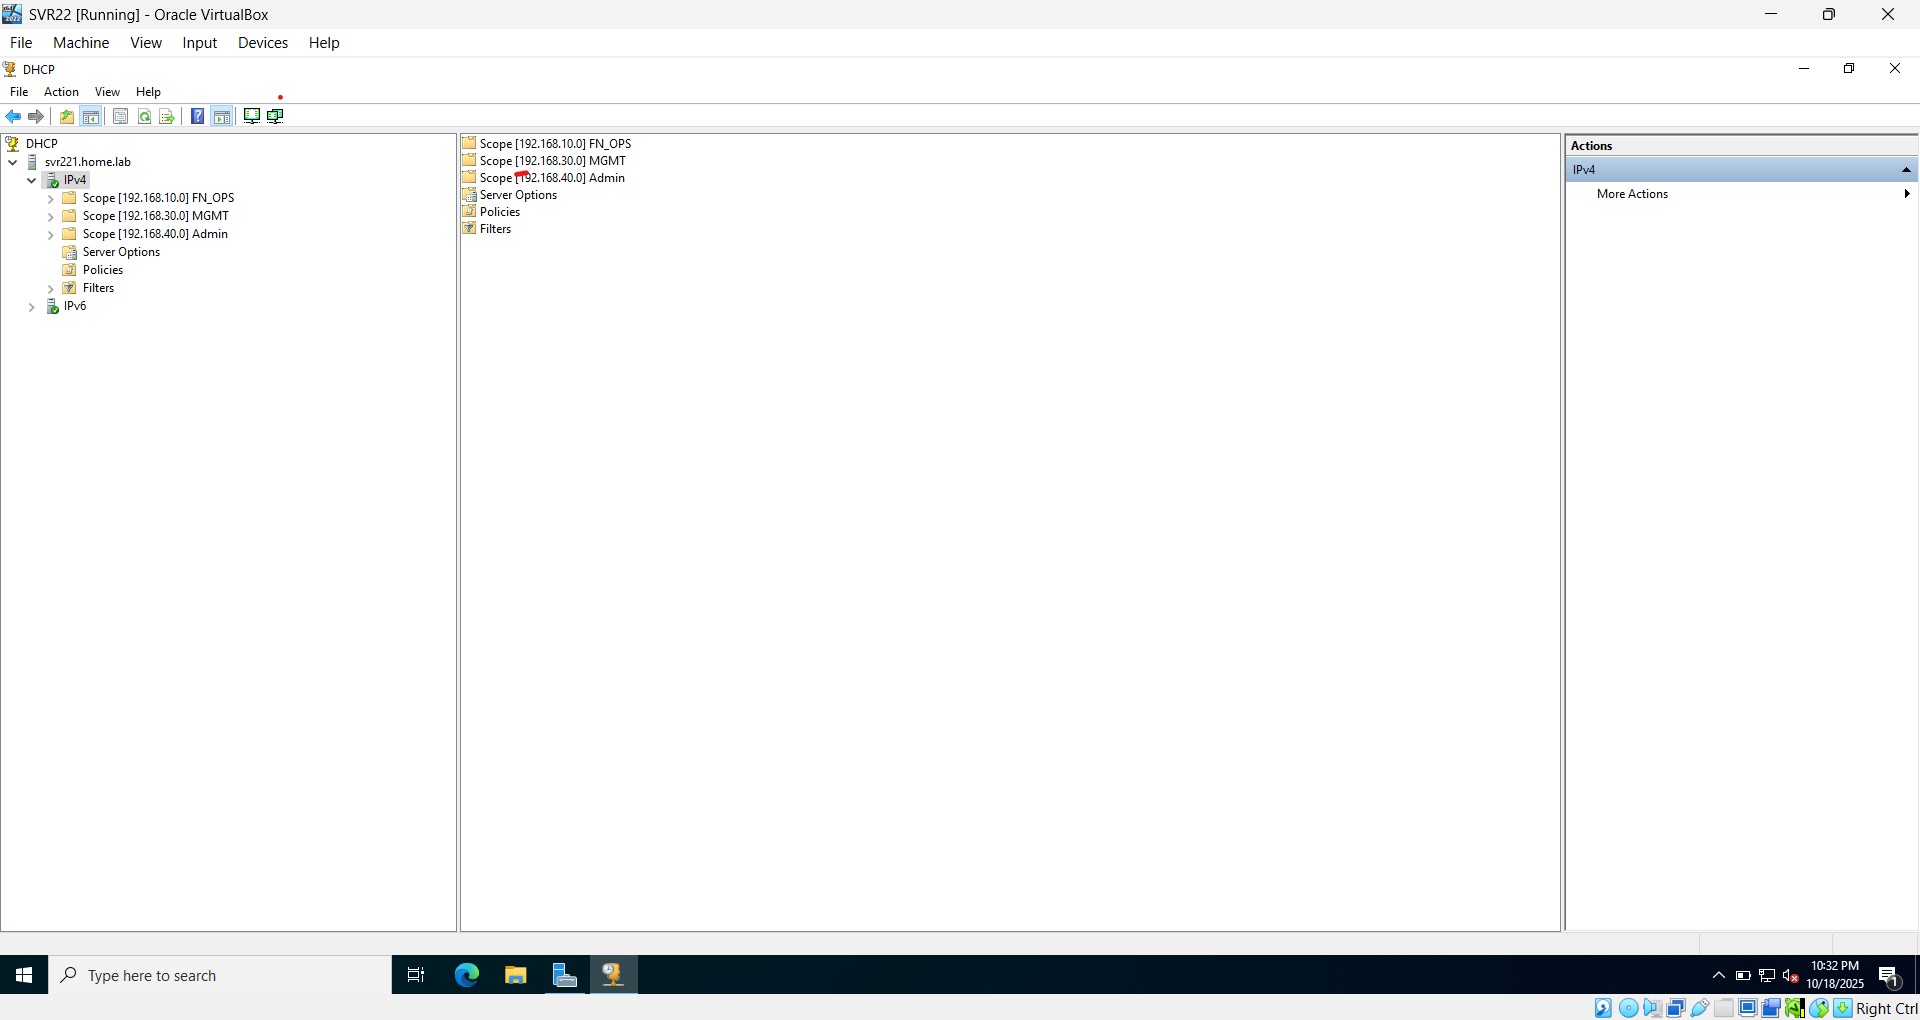 SVR22 [Running] - Oracle VirtualBox
File Machine View Input Devices Help
DHCP
File Action View Help
DHCP
svr221.home.lab
IPv4
Scope [192.168.10.0] FN_OPS
Scope [192.168.30.0] MGMT
Scope [192.168.40.0] Admin
Server Options
Policies
Filters
IPv6
Scope [192.168.10.0] FN_OPS
Scope [192.168.30.0] MGMT
Scope [192.168.40.0] Admin
Server Options
Policies
Filters
Actions
IPv4
More Actions
Type here to search
10:32 PM
10/18/2025
1
Right Ctrl